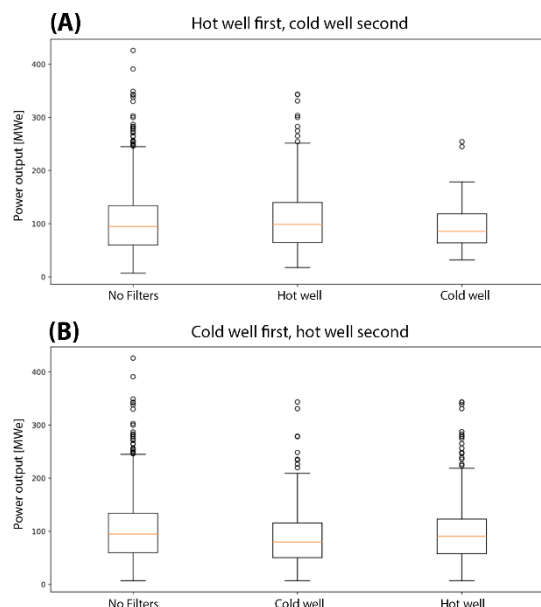 (A)
Hot well first, cold well second
Power output [MWe]
400
300
200
100
0
No Filters
Hot well
Cold well
(B)
Cold well first, hot well second
Power output [MWe]
400
300
200
100
0
No Filters
Cold well
Hot well